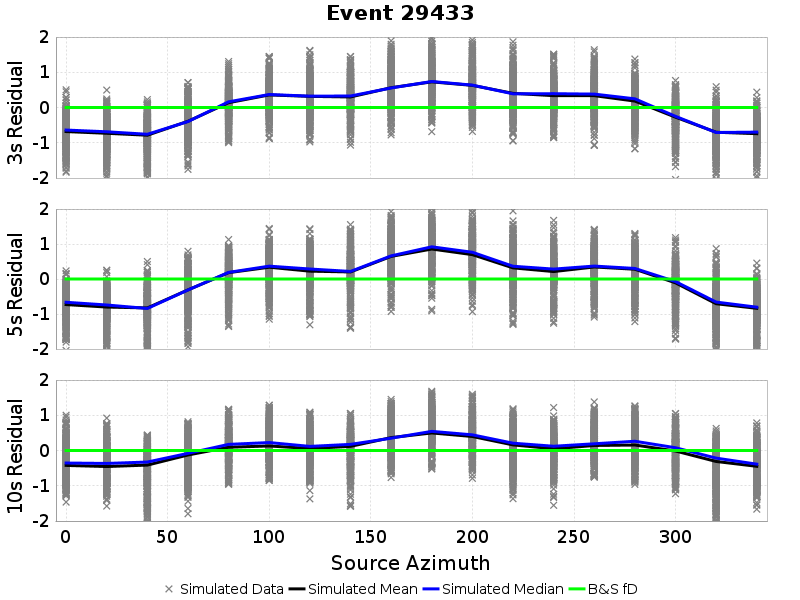 Event 29433
3s Residual
2
1
0
-1
-2
5s Residual
2
1
0
-1
-2
10s Residual
2
1
0
-1
-2
0 50 100 150 200 250 300
Source Azimuth
Simulated Data Simulated Mean Simulated Median B&S fD